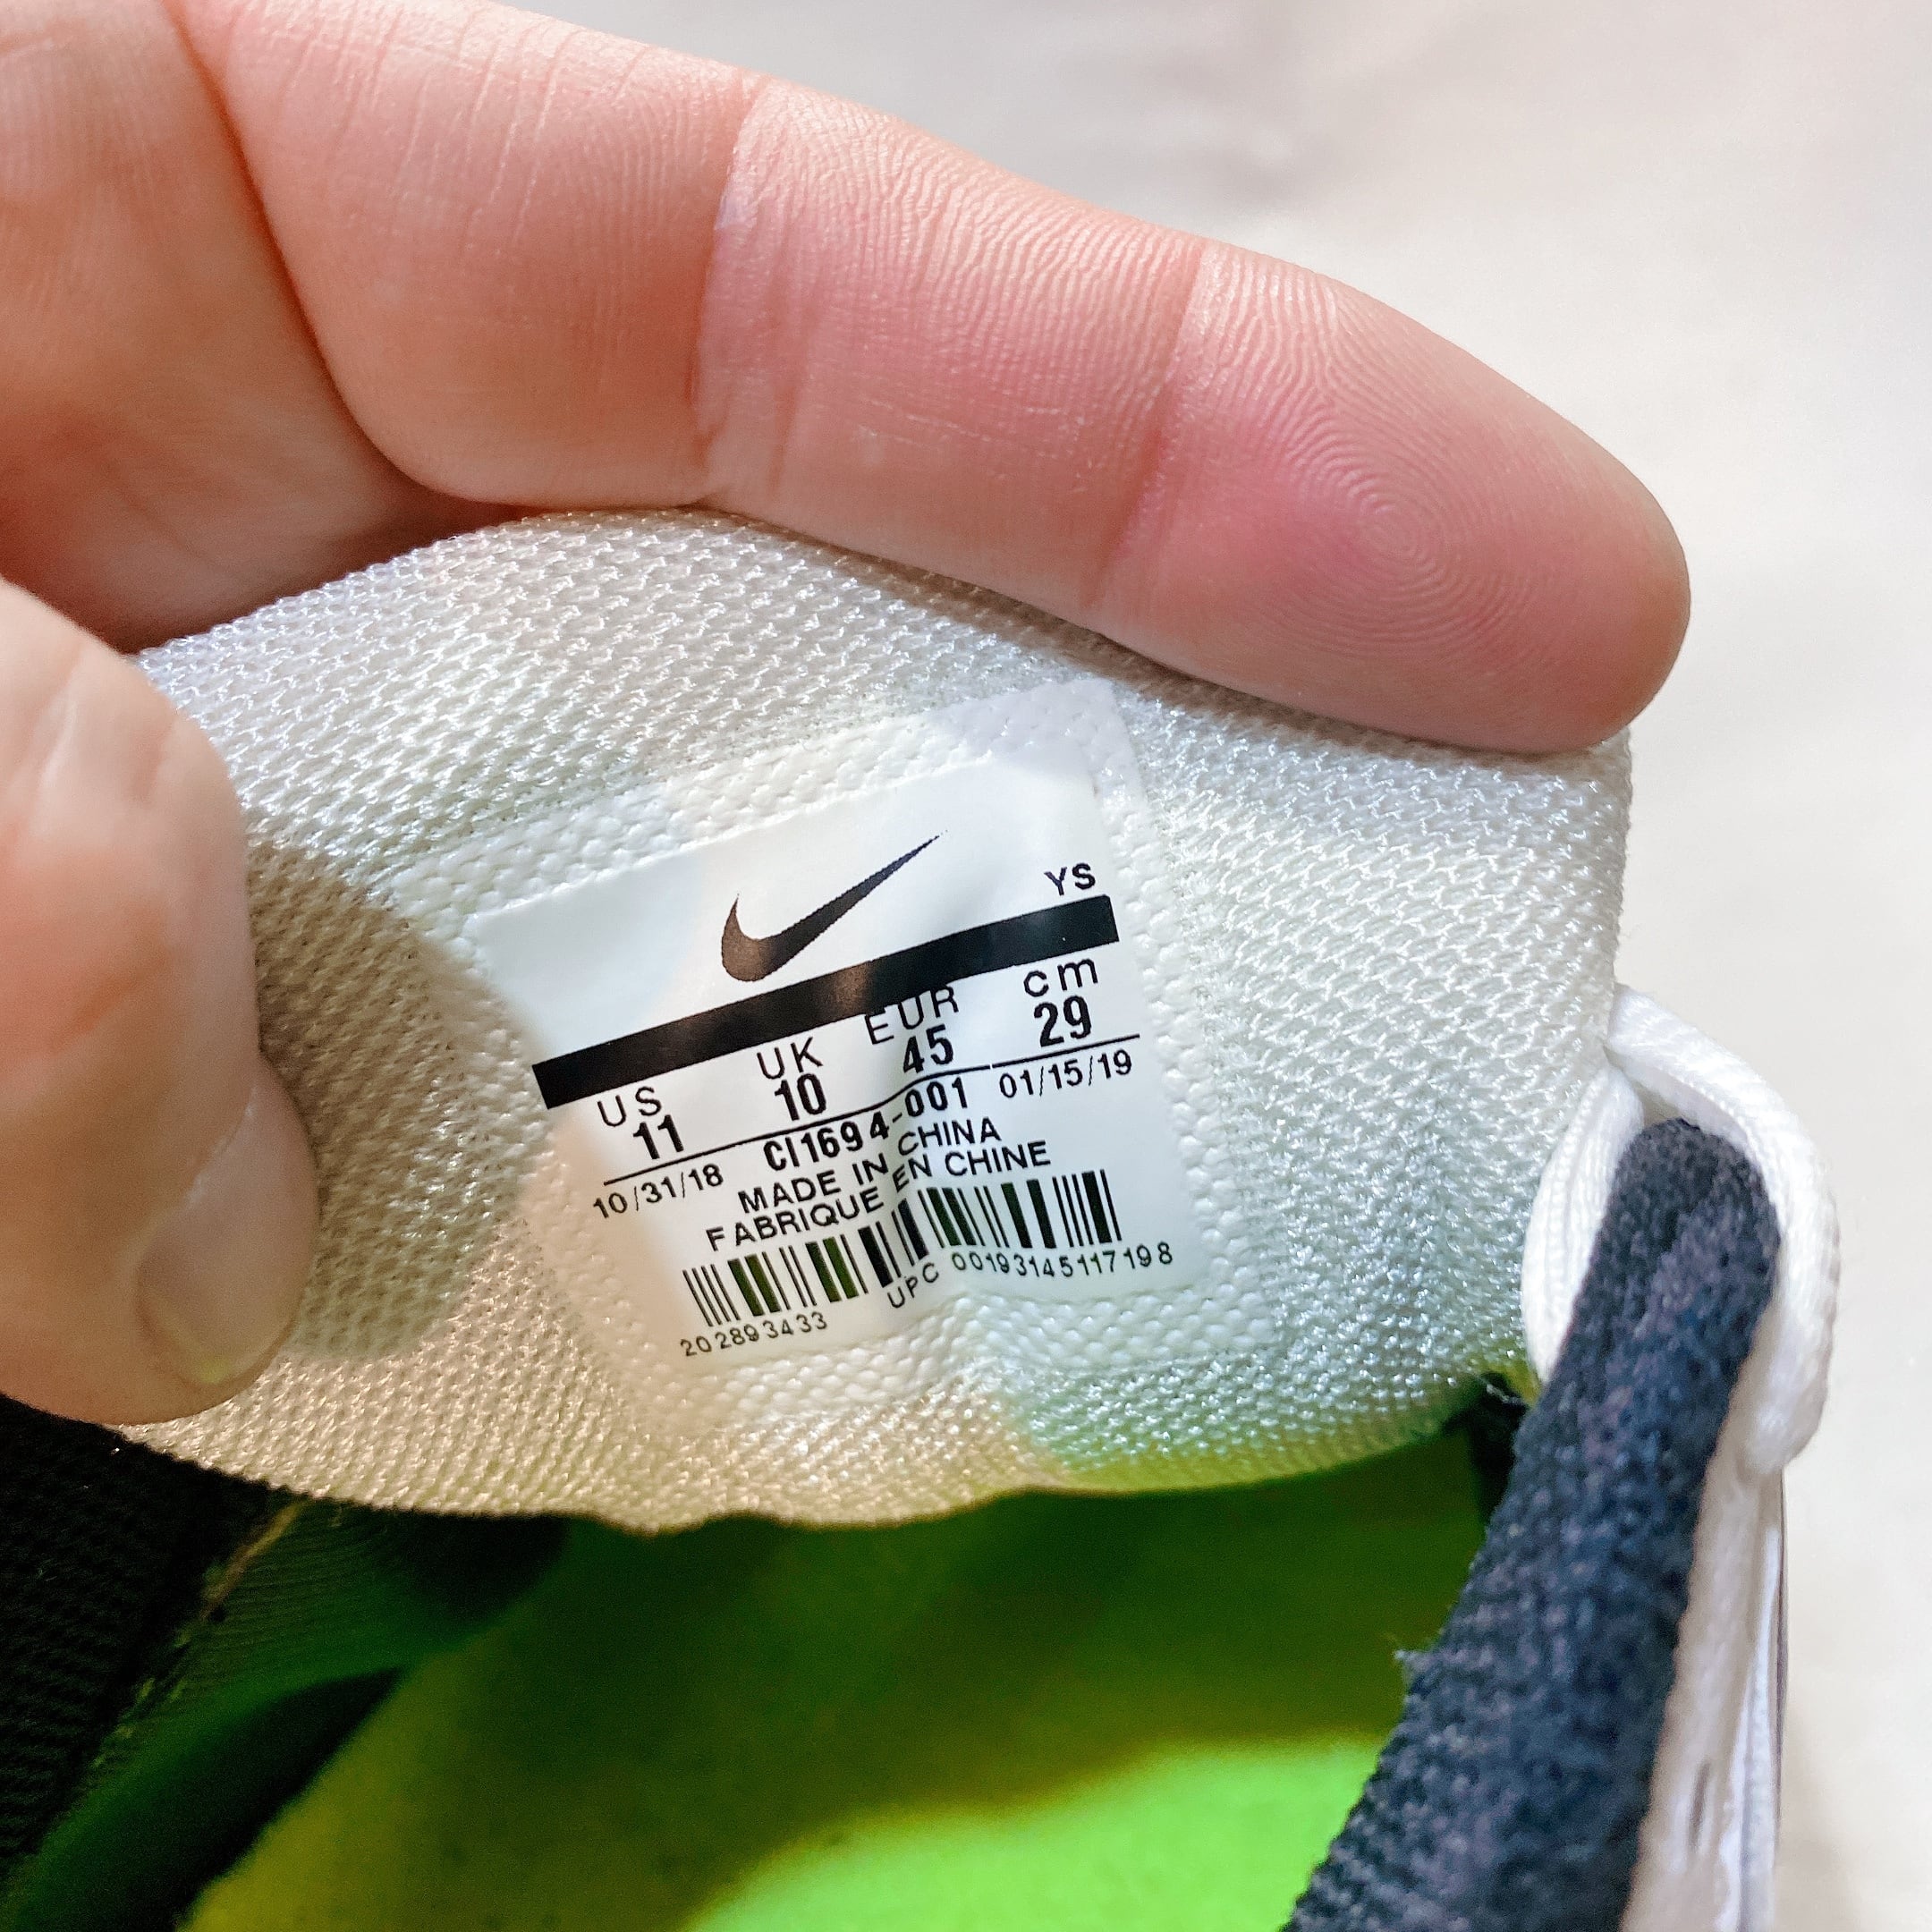 YS
US UK EUR cm
11 10 45 29
10/31/18 CI1694-001 01/15/19
MADE IN CHINA
FABRIQUE EN CHINE
202893433 UPC 00193145117198